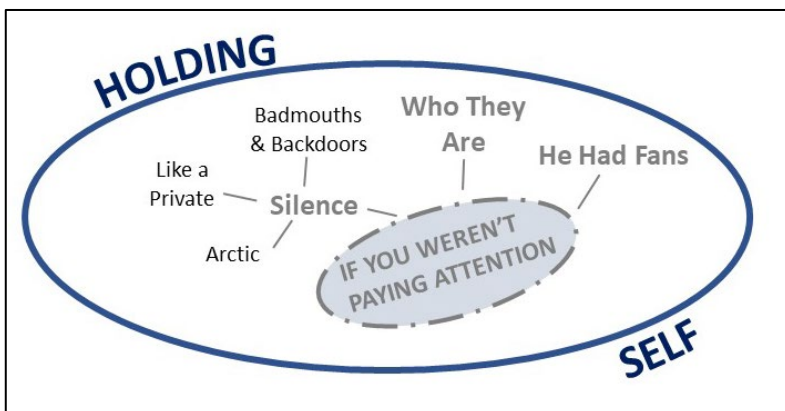 HOLDING
Badmouths
& Backdoors
Who They
Are
He Had Fans
Like a
Private
Silence
Arctic
IF YOU WEREN'T
PAYING ATTENTION
SELF